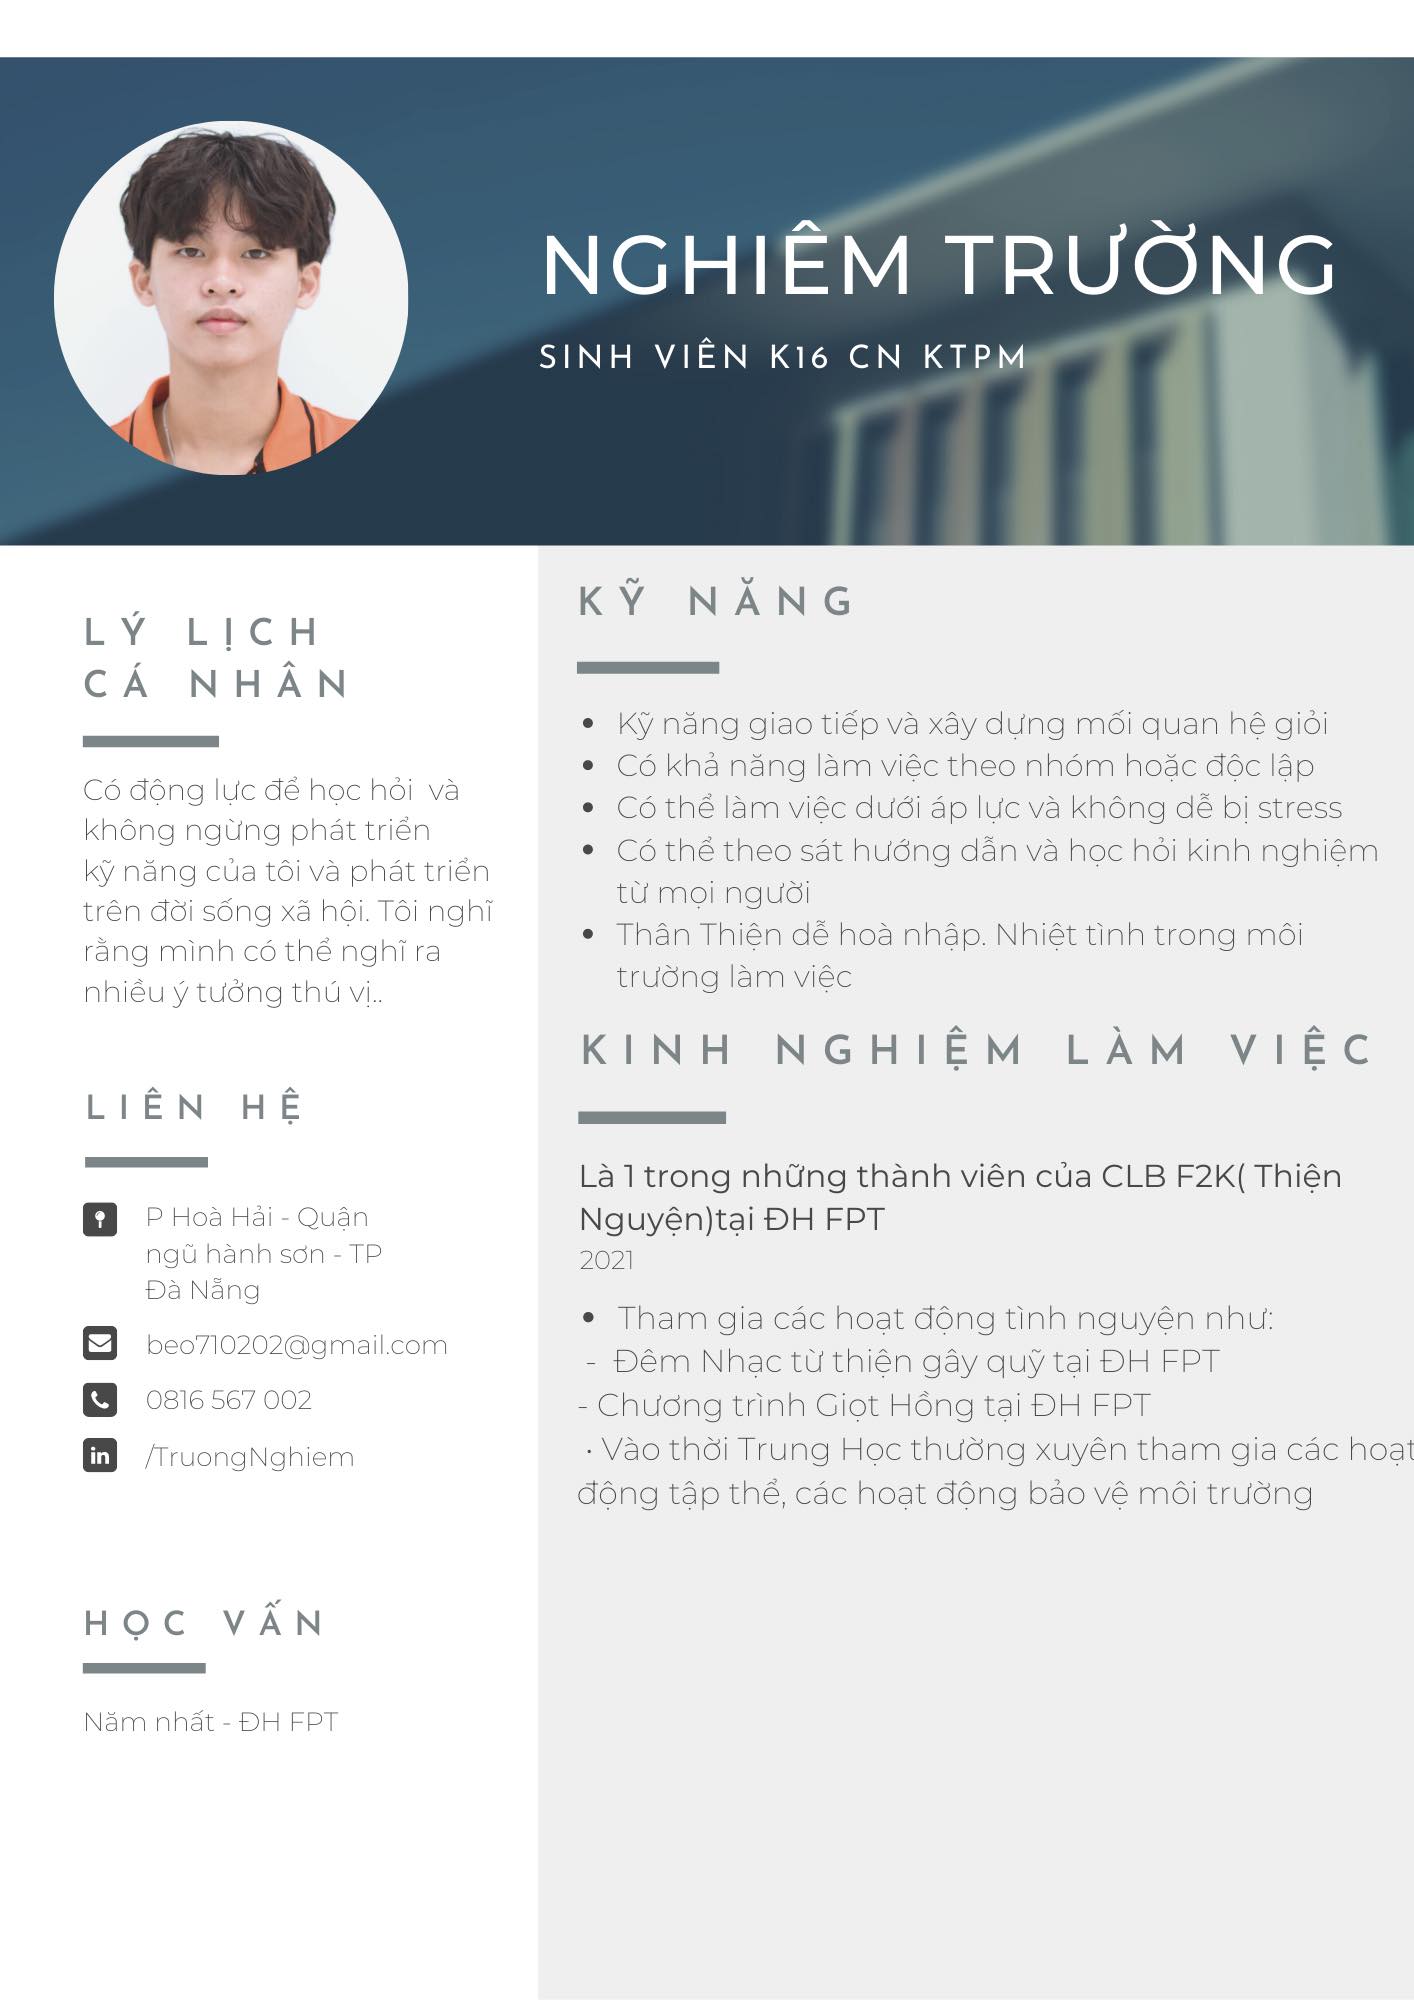 NGHIÊM TRƯỜNG
SINH VIÊN K16 CN KTPM
LÝ LỊCH
CÁ NHÂN
Có động lực để học hỏi  và
không ngừng phát triển
kỹ năng của tôi và phát triển
trên đời sống xã hội. Tôi nghĩ
rằng mình có thể nghĩ ra
nhiều ý tưởng thú vị..
LIÊN HỆ
P Hoà Hải - Quận
ngũ hành sơn - TP
Đà Nẵng
beo710202@gmail.com
0816 567 002
in
/TruongNghiem
HỌC VẤN
Năm nhất - ĐH FPT
KỸ NĂNG
• Kỹ năng giao tiếp và xây dựng mối quan hệ giỏi
• Có khả năng làm việc theo nhóm hoặc độc lập
• Có thể làm việc dưới áp lực và không dễ bị stress
• Có thể theo sát hướng dẫn và học hỏi kinh nghiệm
từ mọi người
• Thân Thiện dễ hoà nhập. Nhiệt tình trong môi
trường làm việc
KINH NGHIỆM LÀM VIỆC
Là 1 trong những thành viên của CLB F2K( Thiện
Nguyện)tại ĐH FPT
2021
• Tham gia các hoạt động tình nguyện như:
- Đêm Nhạc từ thiện gây quỹ tại ĐH FPT
- Chương trình Giọt Hồng tại ĐH FPT
· Vào thời Trung Học thường xuyên tham gia các hoạt
động tập thể, các hoạt động bảo vệ môi trường